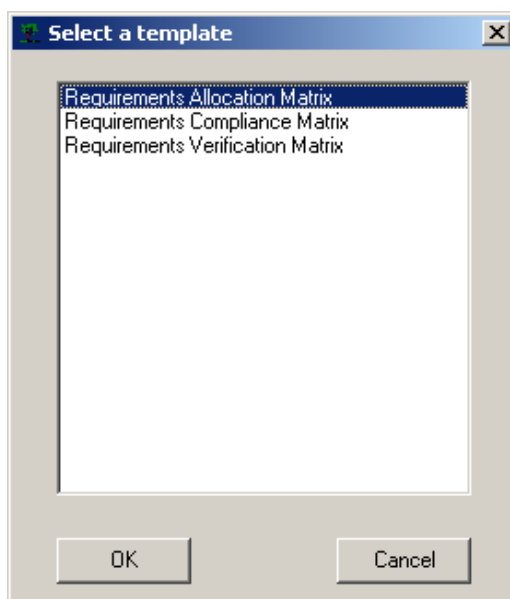 Select a template
Requirements Allocation Matrix
Requirements Compliance Matrix
Requirements Verification Matrix
OK
Cancel